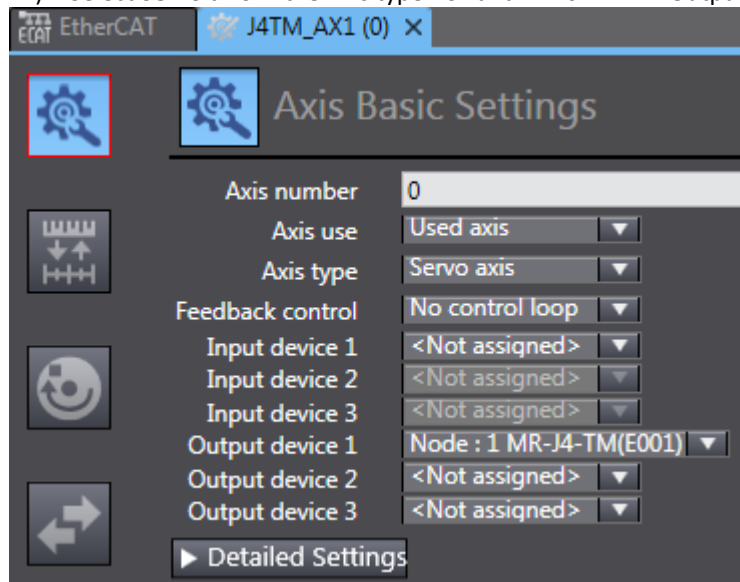 EtherCAT
J4TM_AX1 (0)
Axis Basic Settings
Axis number 0
Axis use Used axis
Axis type Servo axis
Feedback control No control loop
Input device 1 <Not assigned>
Input device 2 <Not assigned>
Input device 3 <Not assigned>
Output device 1 Node : 1 MR-J4-TM(E001)
Output device 2 <Not assigned>
Output device 3 <Not assigned>
Detailed Settings